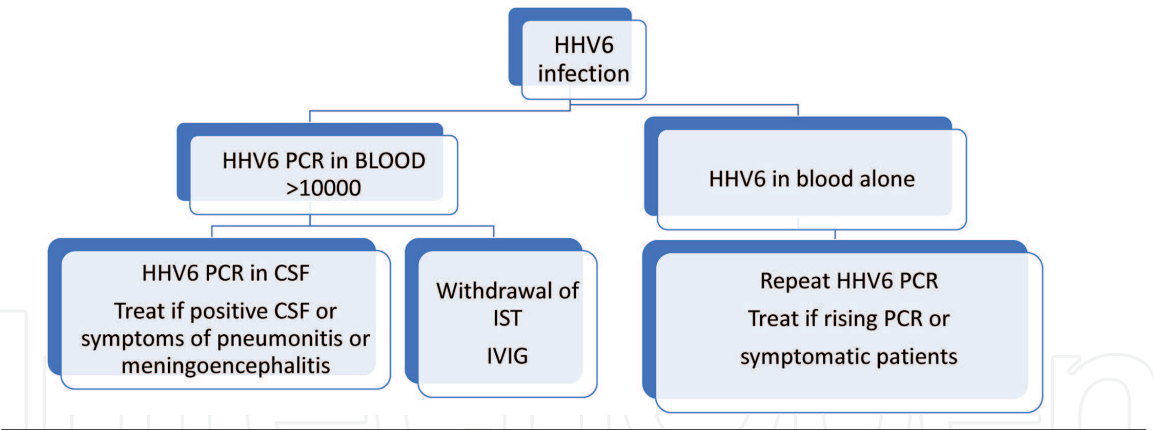 HHV6
infection
HHV6 PCR in BLOOD
>10000
HHV6 in blood alone
HHV6 PCR in CSF
Treat if positive CSF or
symptoms of pneumonitis or
meningoencephalitis
Withdrawal of
IST
IVIG
Repeat HHV6 PCR
Treat if rising PCR or
symptomatic patients